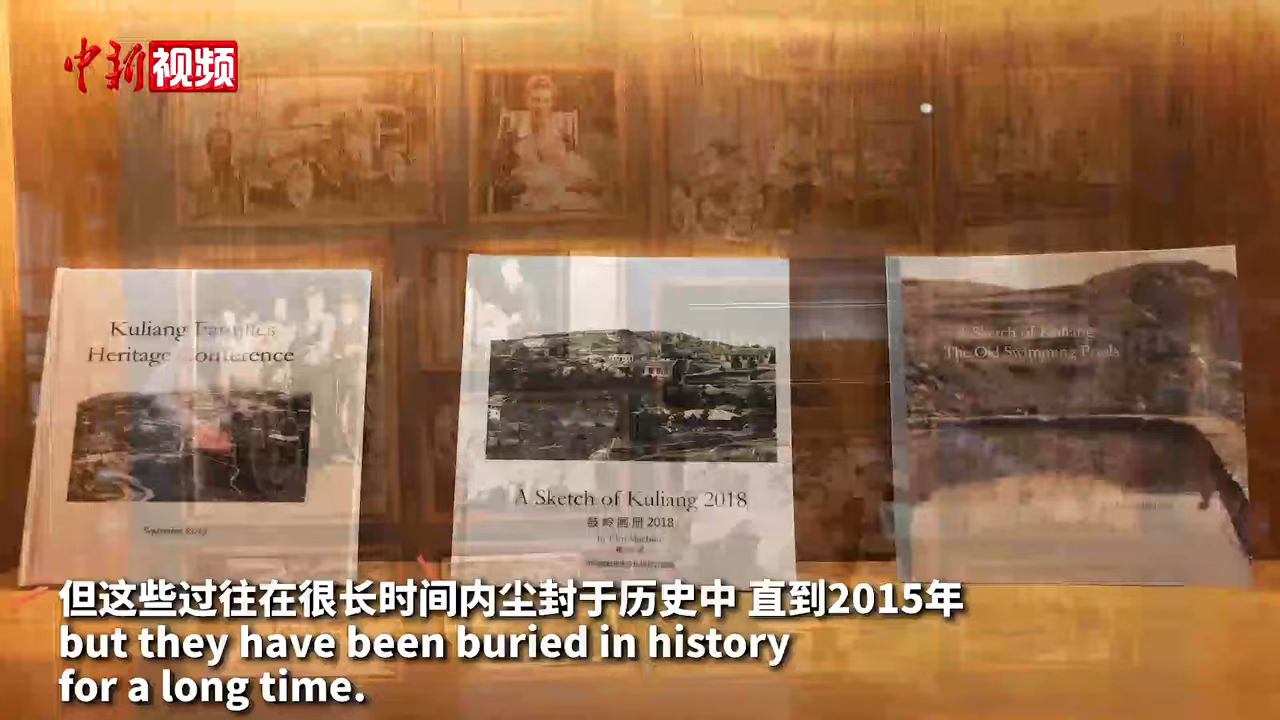 中新视频
Kuliang Families
Heritage Conference
A Sketch of Kuliang 2018
鼓岭画册2018
A Sketch of Kuliang
The Old Swimming Pools
但这些过往在很长时间内尘封于历史中 直到2015年
but they have been buried in history
for a long time.